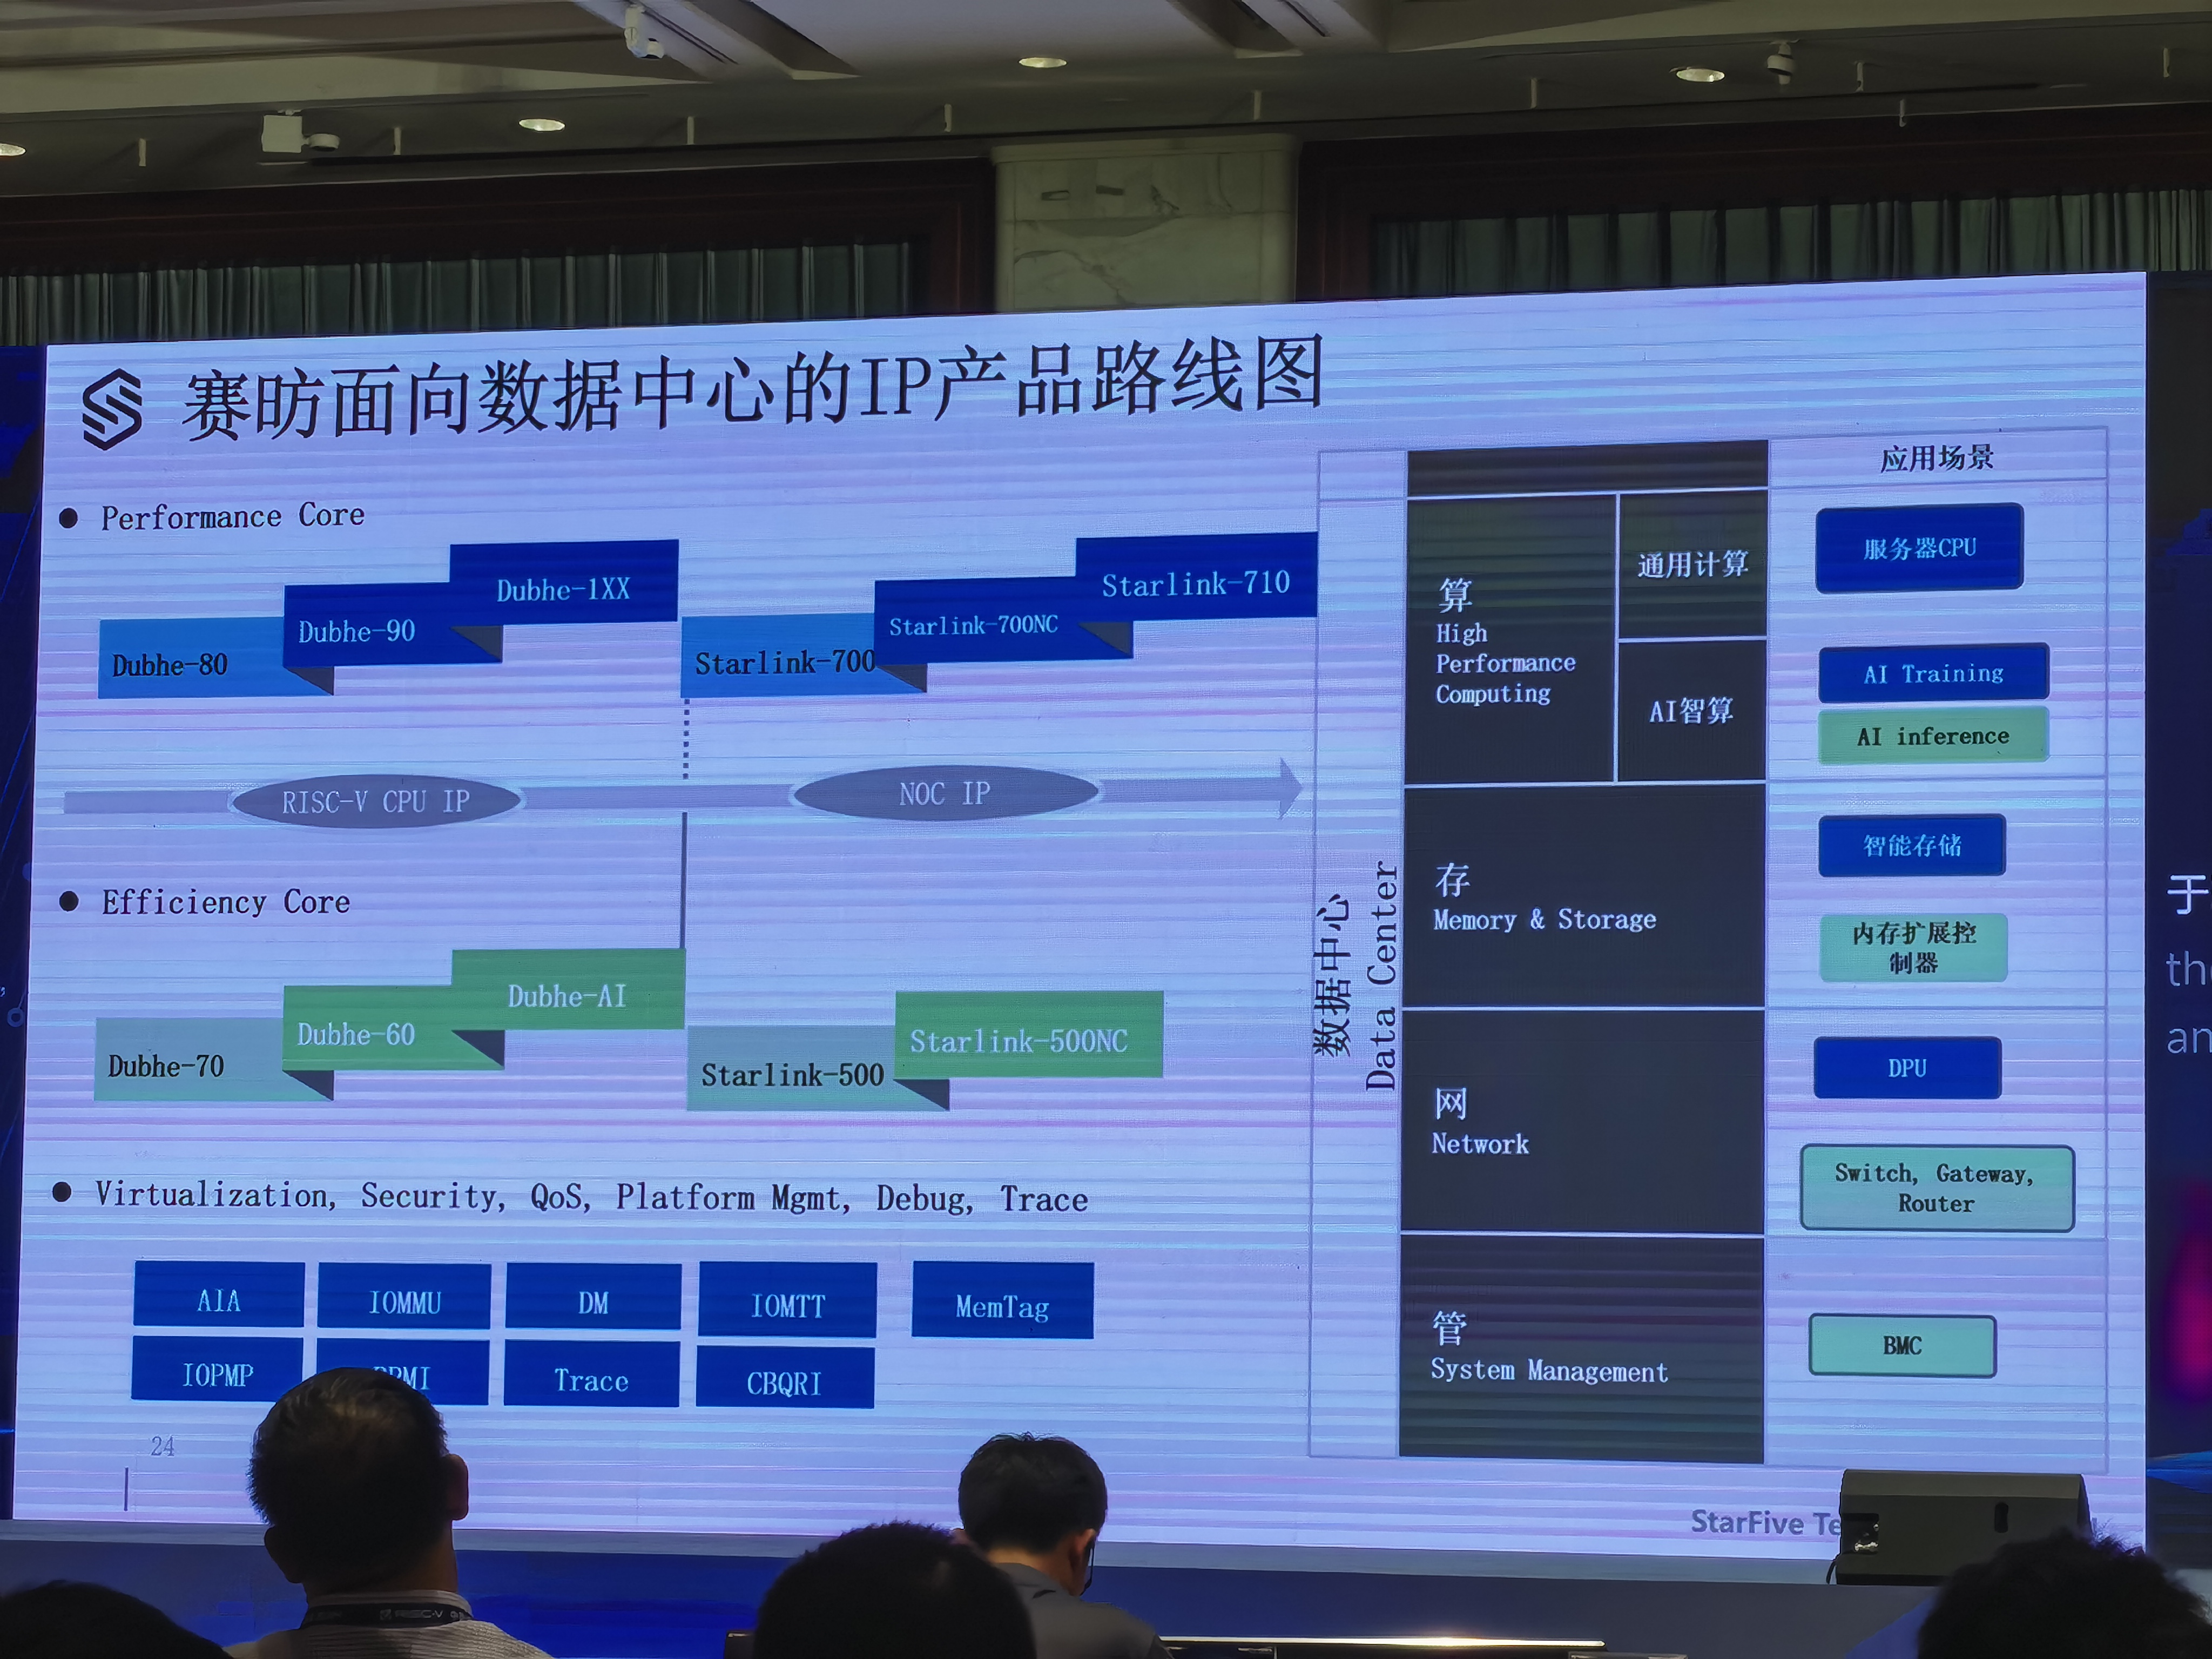 赛昉面向数据中心的IP产品路线图
● Performance Core
Dubhe-80
Dubhe-90
Dubhe-1XX
Starlink-700
Starlink-700NC
Starlink-710
RISC-V CPU IP
NOC IP
● Efficiency Core
Dubhe-70
Dubhe-60
Dubhe-AI
Starlink-500
Starlink-500NC
● Virtualization, Security, QoS, Platform Mgmt, Debug, Trace
AIA
IOMMU
DM
IOMTT
MemTag
IOPMP
Trace
CBQRI
24
数据中心
Data Center
应用场景
算
High
Performance
Computing
通用计算
服务器CPU
AI智算
AI Training
AI inference
存
Memory & Storage
智能存储
内存扩展控
制器
网
Network
DPU
Switch, Gateway,
Router
管
System Management
BMC
StarFive
于
RISC-V